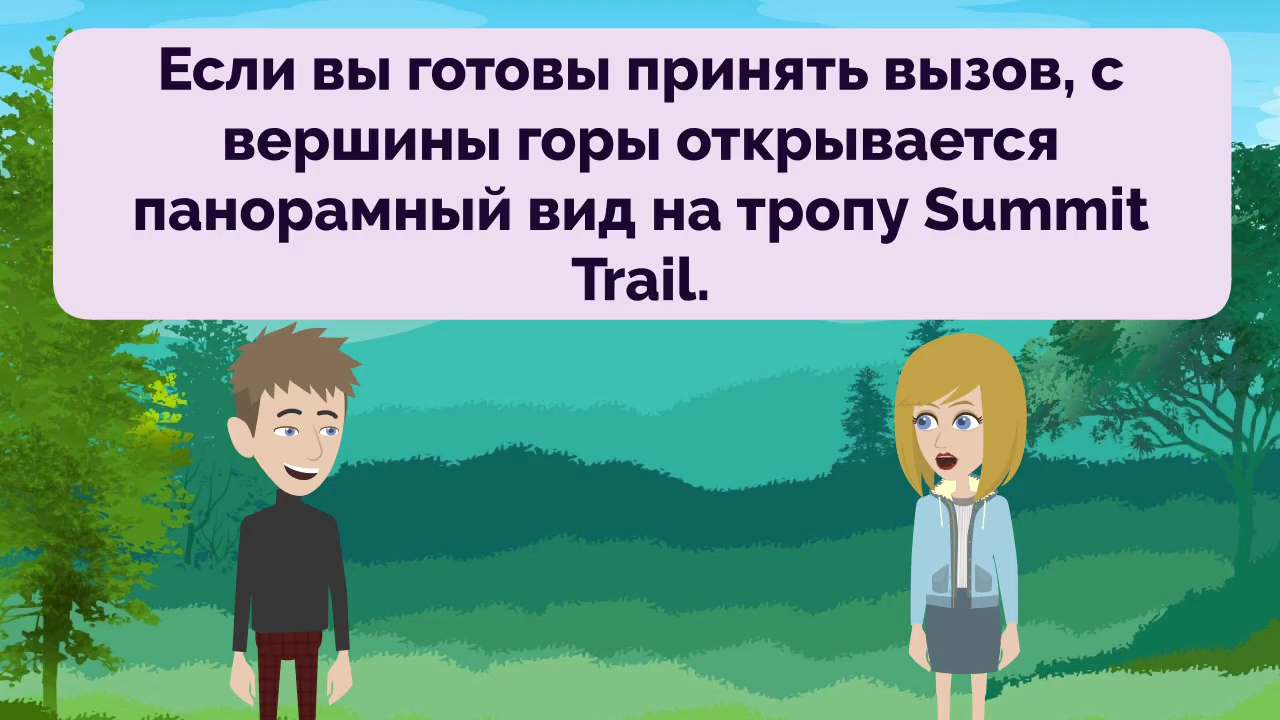 Если вы готовы принять вызов, с
вершины горы открывается
панорамный вид на тропу Summit
Trail.